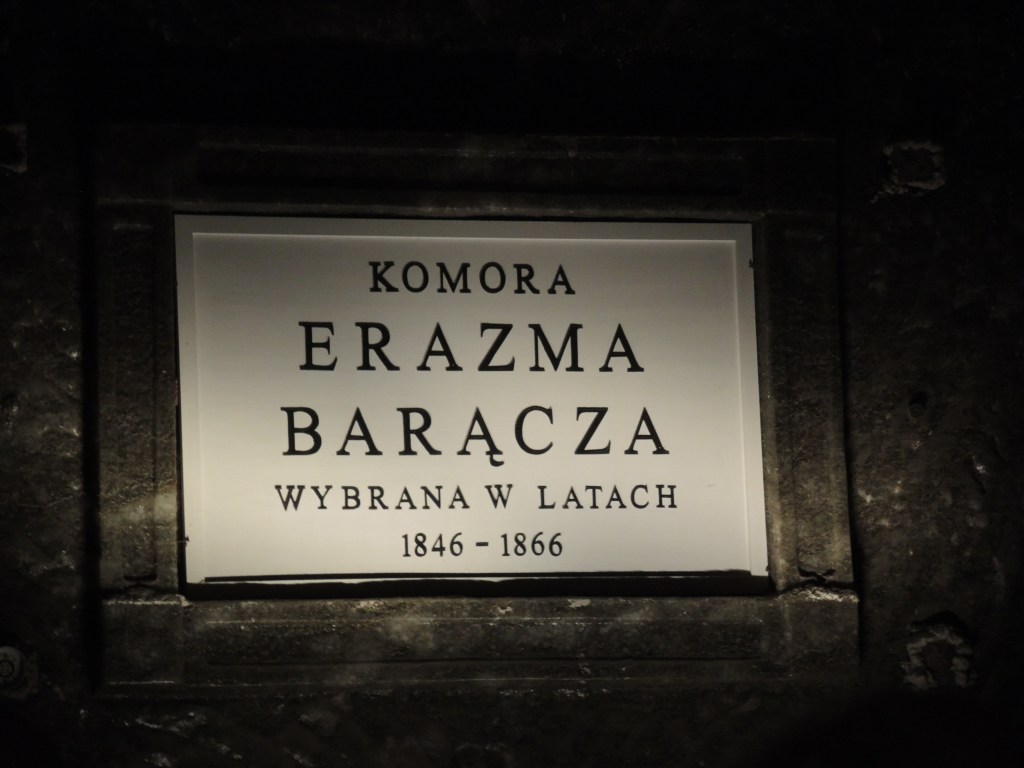 KOMORA
ERAZMA
BARĄCZA
WYBRANA W LATACH
1846 - 1866